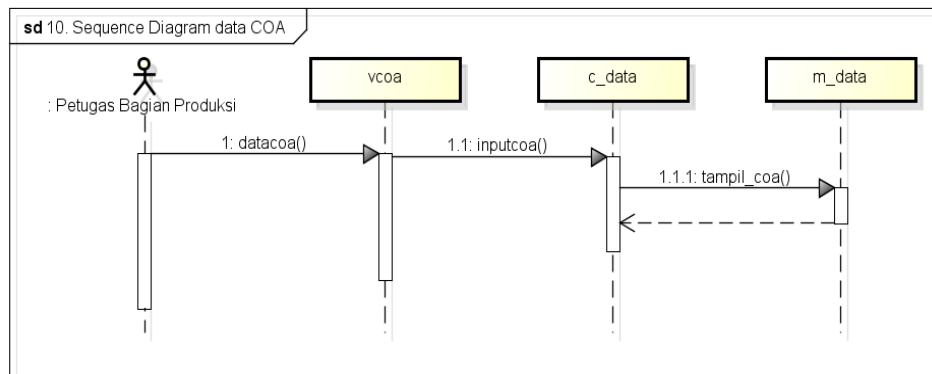 sd 10. Sequence Diagram data COA
: Petugas Bagian Produksi
vcoa
c_data
m_data
1: datacoa()
1.1: inputcoa()
1.1.1: tampil_coa()